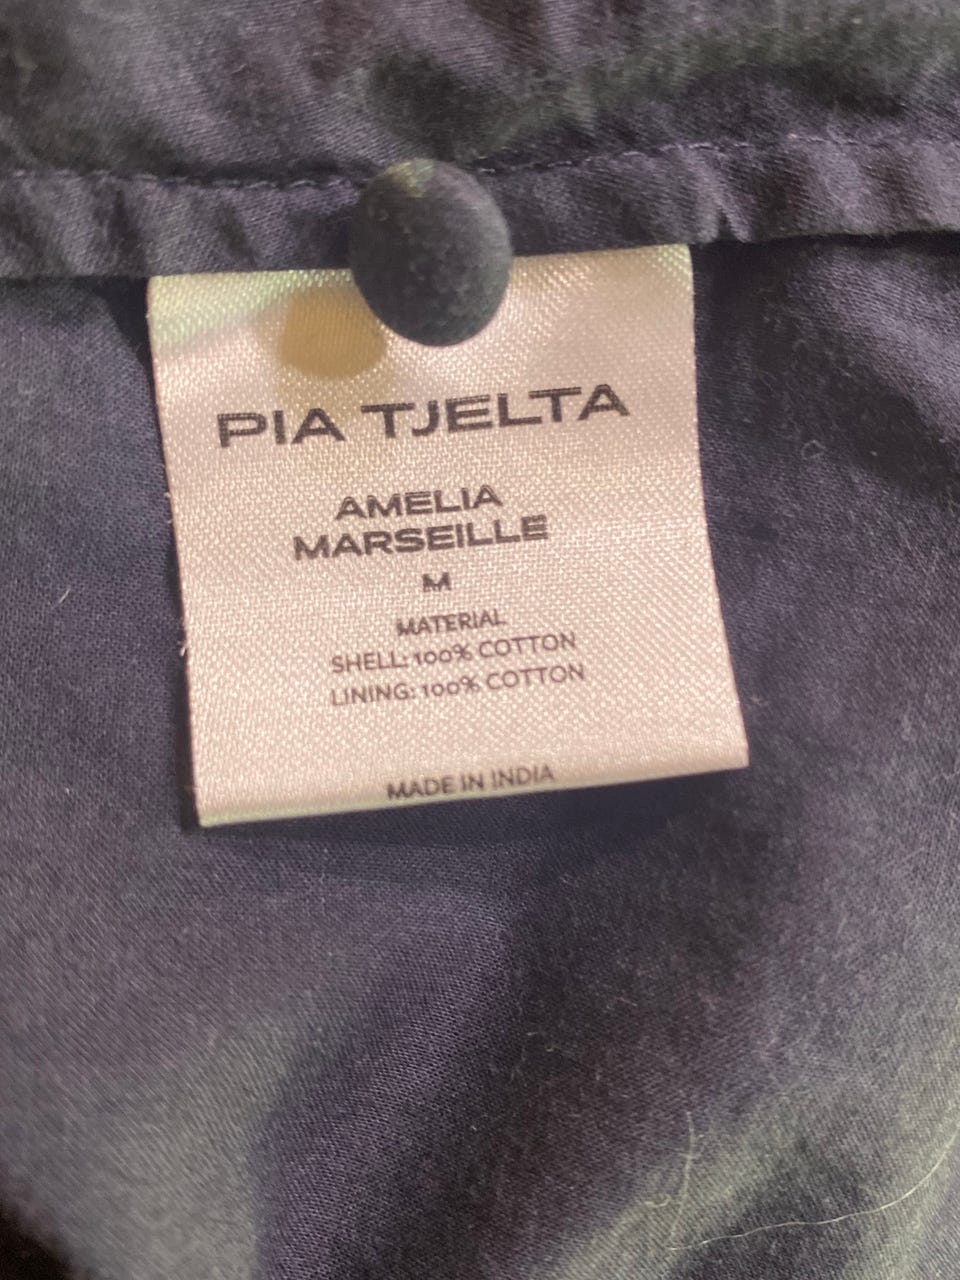 PIA TJELTA
AMELIA
MARSEILLE
M
MATERIAL
SHELL: 100% COTTON
LINING: 100% COTTON
MADE IN INDIA